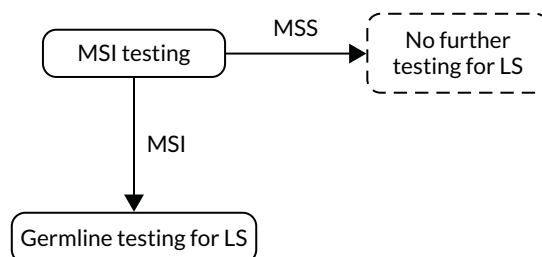 MSI testing
MSS
No further
testing for LS
MSI
Germline testing for LS